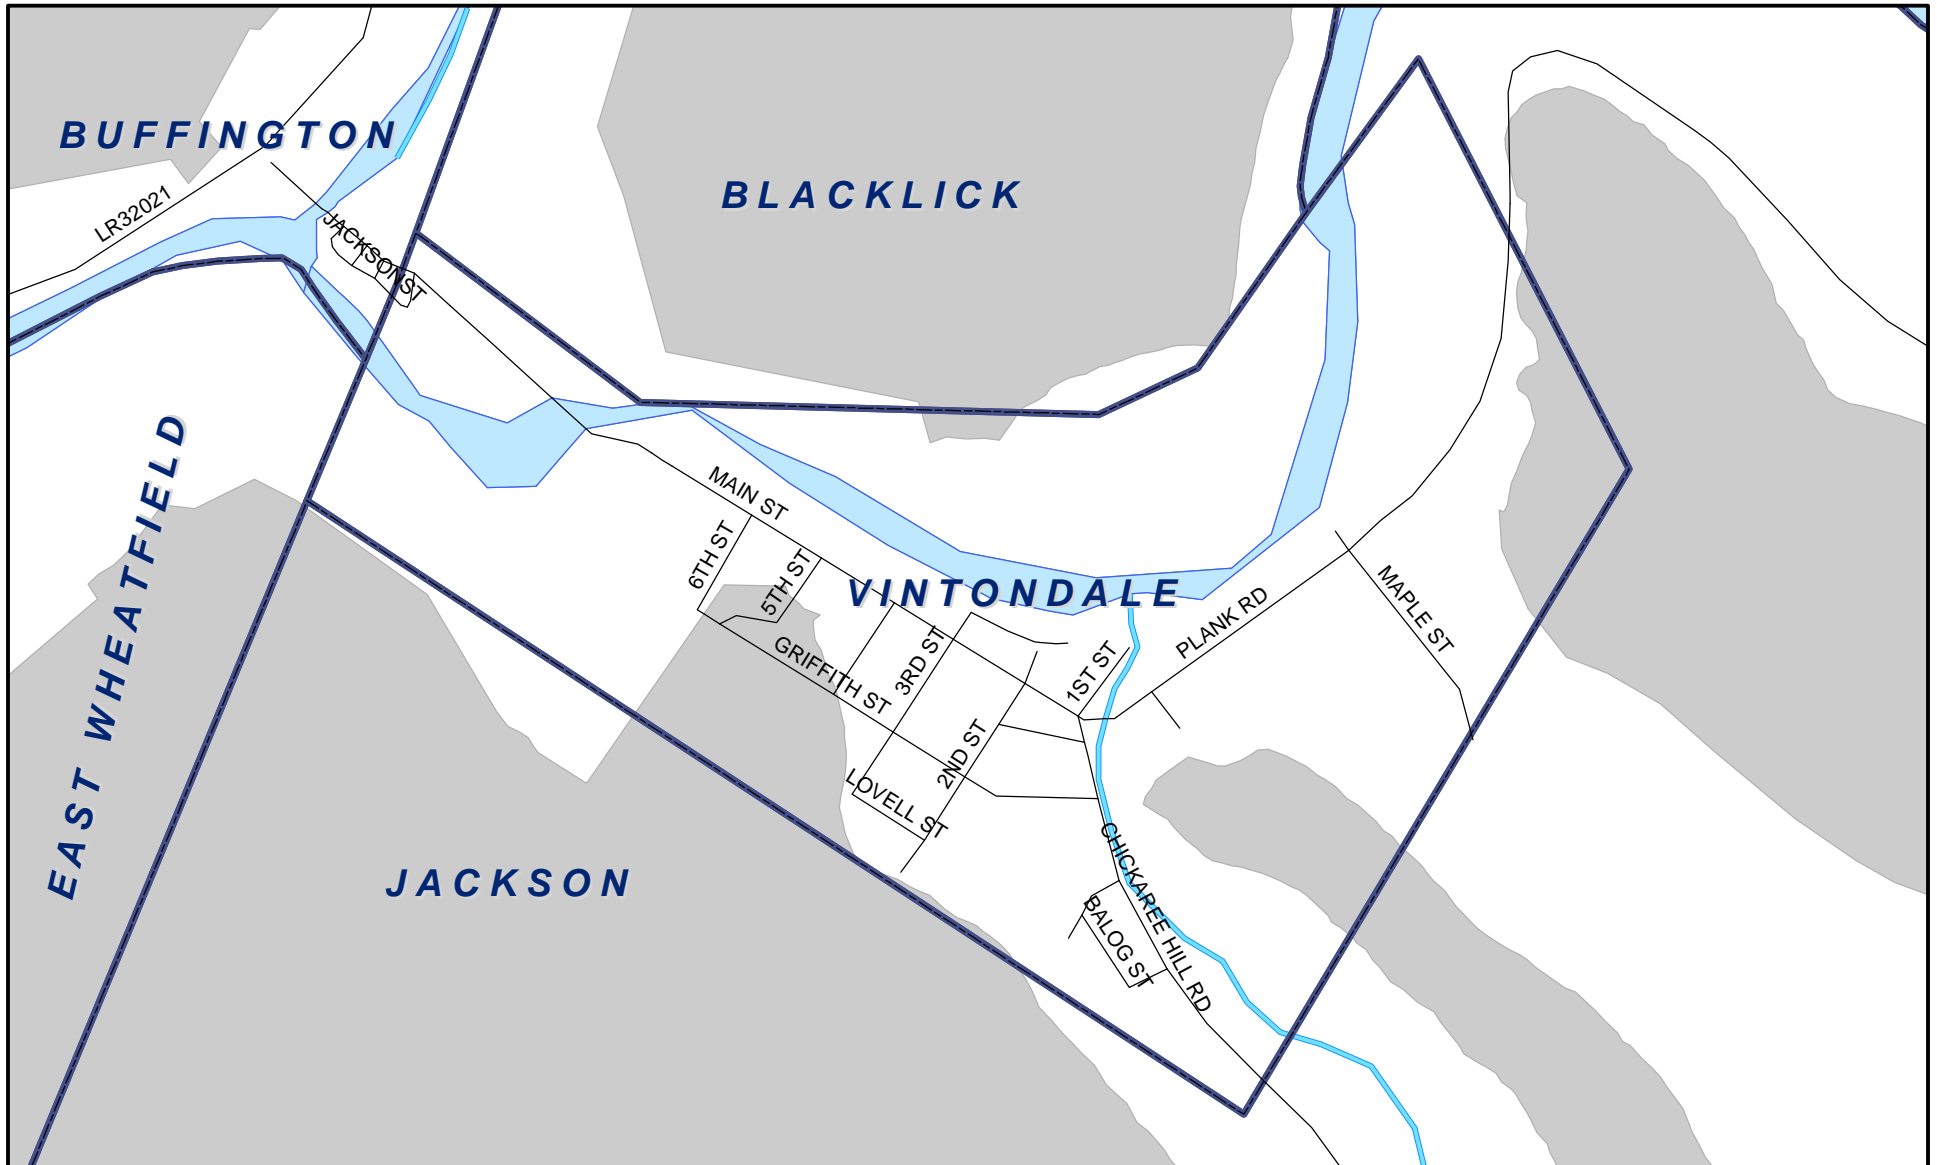 BUFFINGTON
BLACKLICK
LR32021
JACKSON ST
EAST WHEATFIELD
MAIN ST
6TH ST
5TH ST
VINTONDALE
PLANK RD
MAPLE ST
GRIFFITH ST
3RD ST
1ST ST
2ND ST
LOVELL ST
JACKSON
CHICKAREE HILL RD
BALOG ST